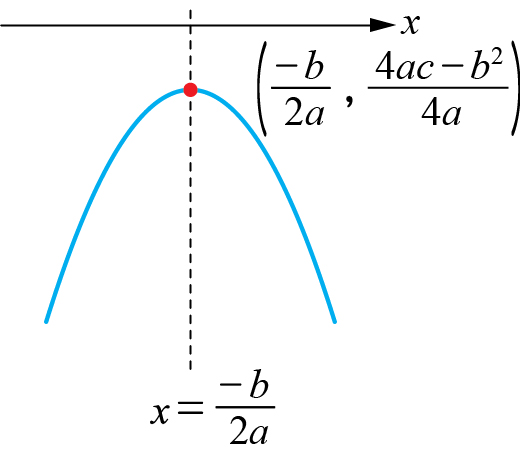 x
(−b/2a , 4ac − b²/4a)
x = −b/2a